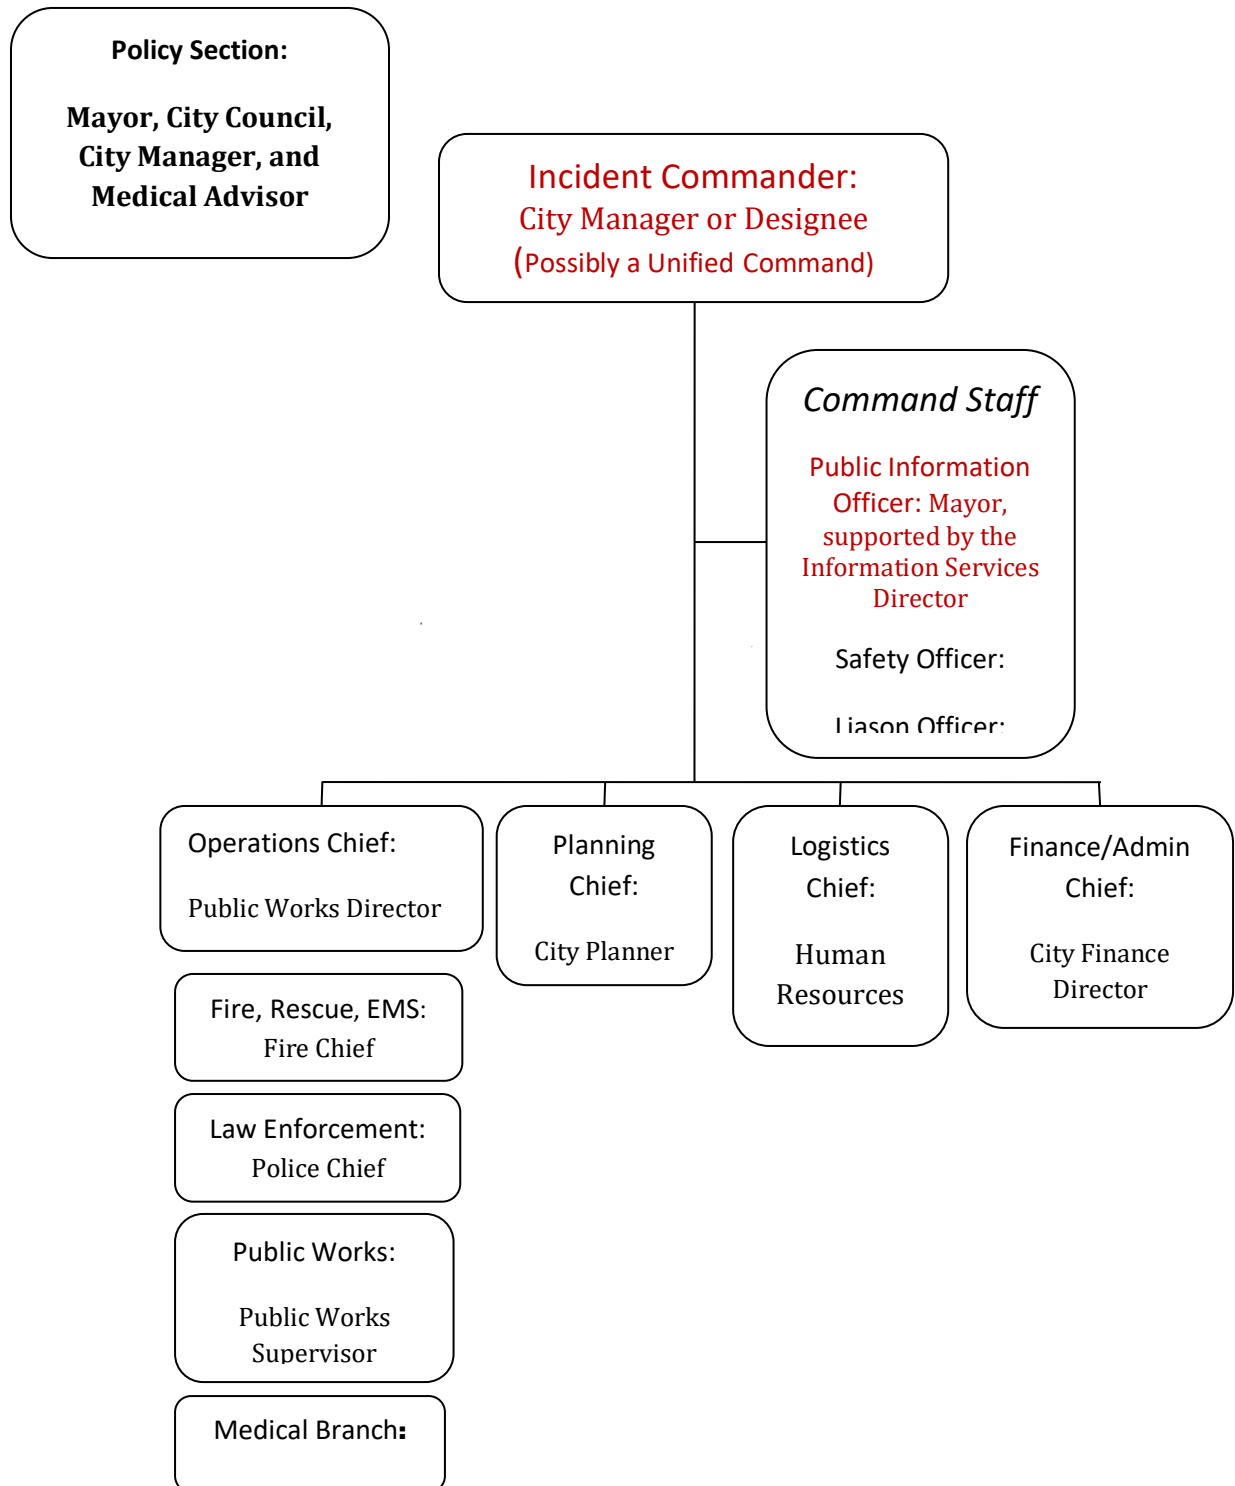 Policy Section:
Mayor, City Council,
City Manager, and
Medical Advisor
Incident Commander:
City Manager or Designee
(Possibly a Unified Command)
Command Staff
Public Information
Officer: Mayor,
supported by the
Information Services
Director
Safety Officer:
Liason Officer:
Operations Chief:
Public Works Director
Planning
Chief:
City Planner
Logistics
Chief:
Human
Resources
Finance/Admin
Chief:
City Finance
Director
Fire, Rescue, EMS:
Fire Chief
Law Enforcement:
Police Chief
Public Works:
Public Works
Supervisor
Medical Branch: